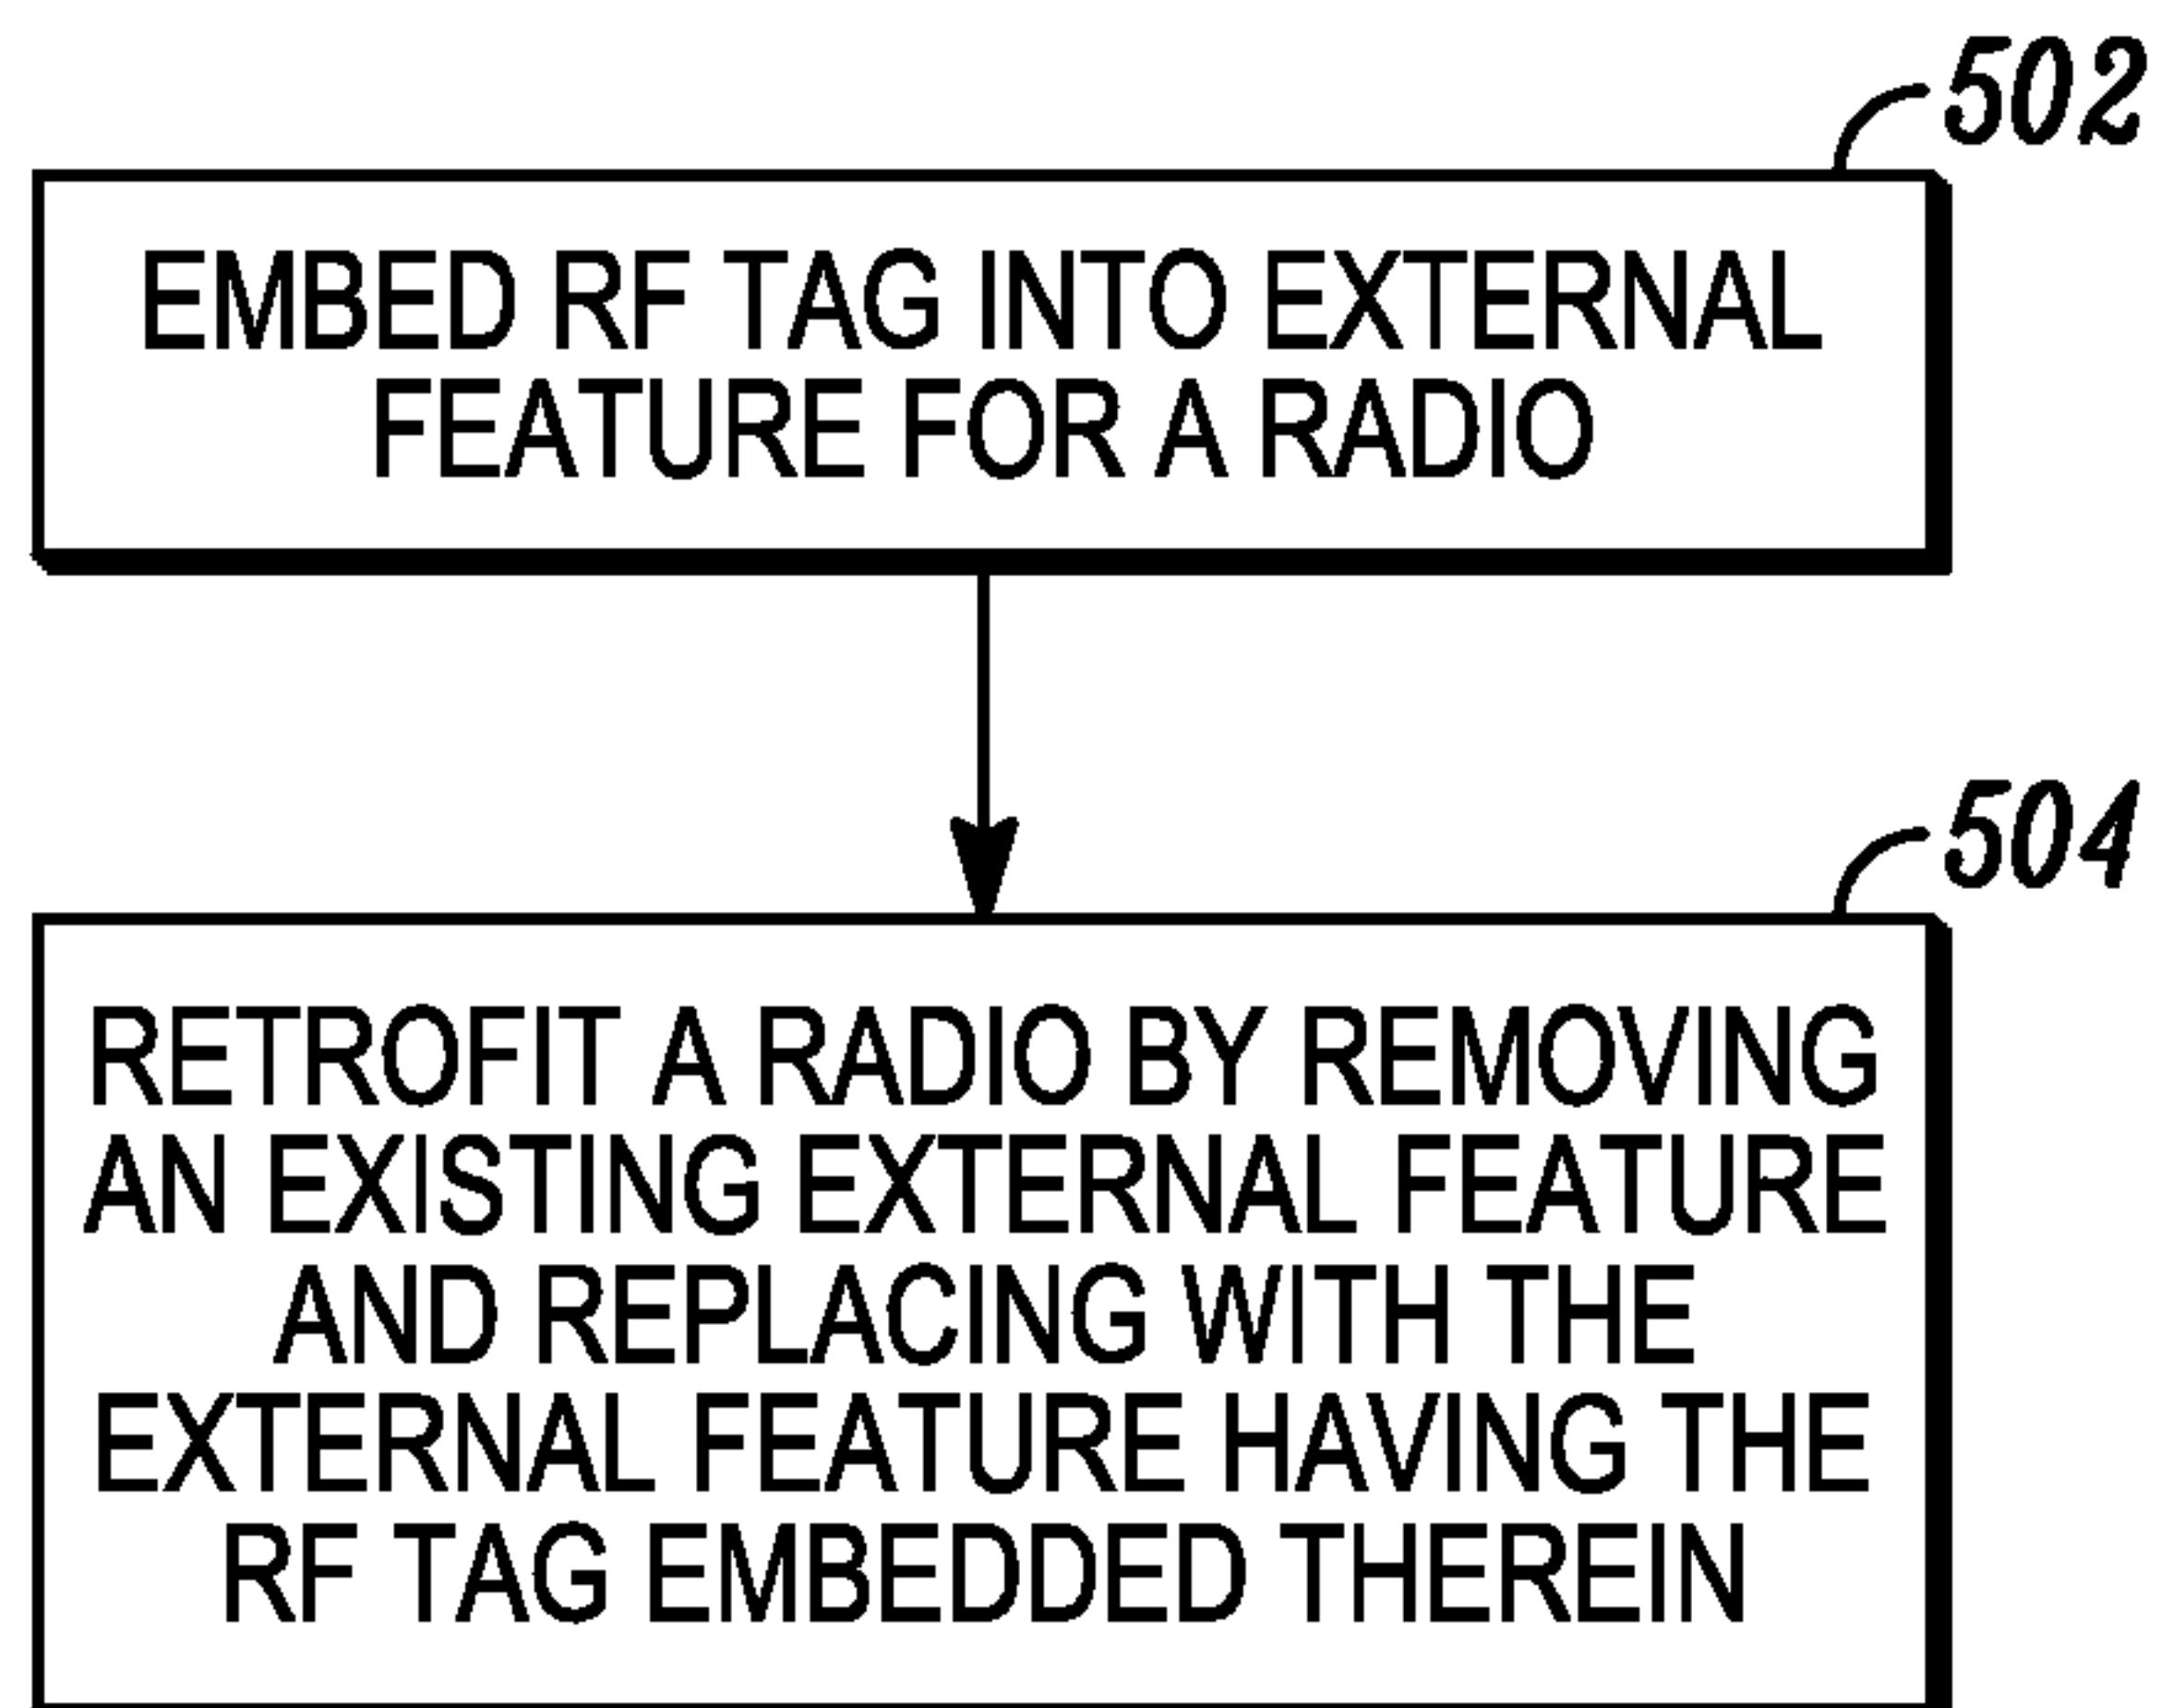 502
EMBED RF TAG INTO EXTERNAL
FEATURE FOR A RADIO
504
RETROFIT A RADIO BY REMOVING
AN EXISTING EXTERNAL FEATURE
AND REPLACING WITH THE
EXTERNAL FEATURE HAVING THE
RF TAG EMBEDDED THEREIN